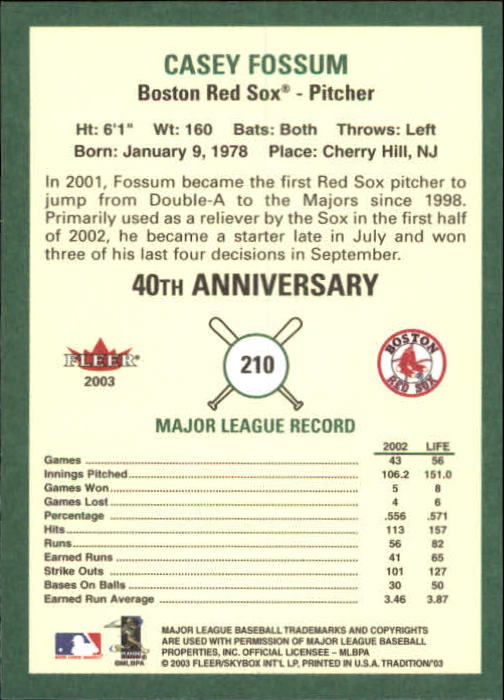 CASEY FOSSUM
Boston Red Sox® - Pitcher
Ht: 6'1" Wt: 160 Bats: Both Throws: Left
Born: January 9, 1978 Place: Cherry Hill, NJ
In 2001, Fossum became the first Red Sox pitcher to
jump from Double-A to the Majors since 1998.
Primarily used as a reliever by the Sox in the first half
of 2002, he became a starter late in July and won
three of his last four decisions in September.
40TH ANNIVERSARY
FLEER®
2003
210
BOSTON
RED SOX
MAJOR LEAGUE RECORD
2002 LIFE
Games 43 56
Innings Pitched 106.2 151.0
Games Won 5 8
Games Lost 4 6
Percentage .556 .571
Hits 113 157
Runs 56 82
Earned Runs 41 65
Strike Outs 101 127
Bases On Balls 30 50
Earned Run Average 3.46 3.87
©MLBPA
MAJOR LEAGUE BASEBALL TRADEMARKS AND COPYRIGHTS
ARE USED WITH PERMISSION OF MAJOR LEAGUE BASEBALL
PROPERTIES, INC. OFFICIAL LICENSEE - MLBPA
© 2003 FLEER/SKYBOX INT'L LP, PRINTED IN U.S.A. TRADITION'03